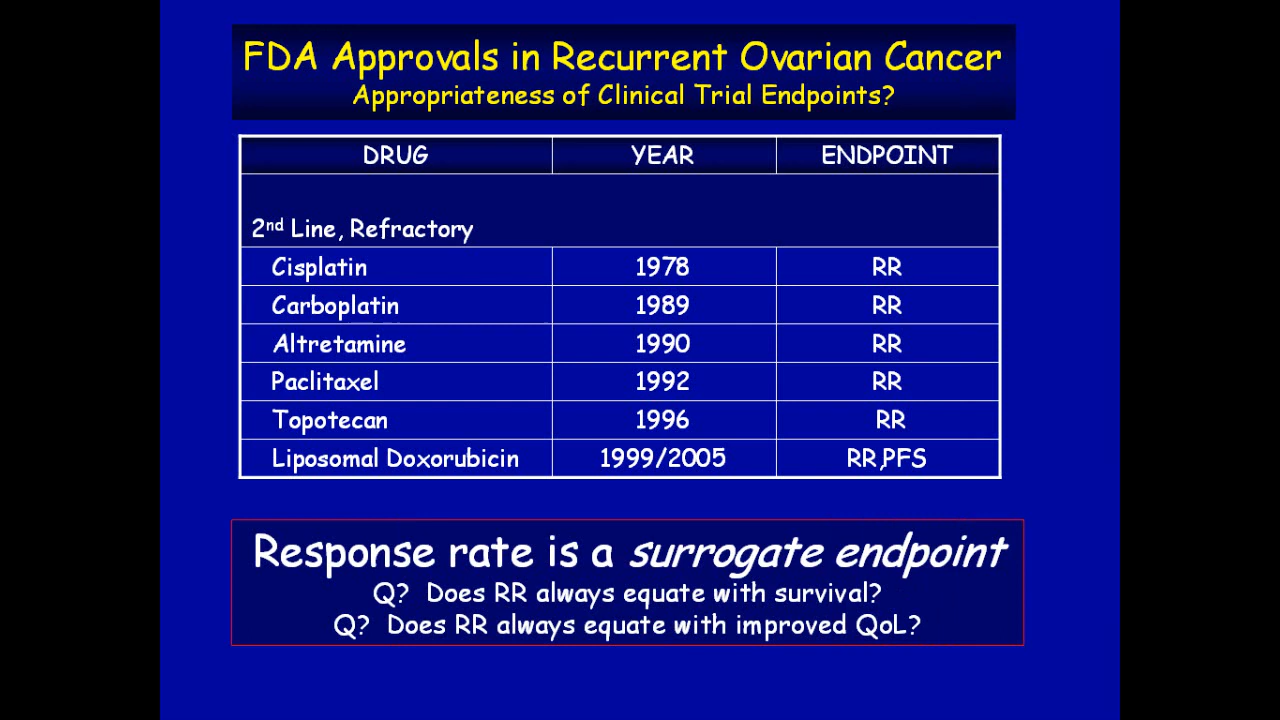 FDA Approvals in Recurrent Ovarian Cancer
Appropriateness of Clinical Trial Endpoints?
DRUG YEAR ENDPOINT
2nd Line, Refractory
Cisplatin 1978 RR
Carboplatin 1989 RR
Altretamine 1990 RR
Paclitaxel 1992 RR
Topotecan 1996 RR
Liposomal Doxorubicin 1999/2005 RR,PFS
Response rate is a surrogate endpoint
Q? Does RR always equate with survival?
Q? Does RR always equate with improved QoL?